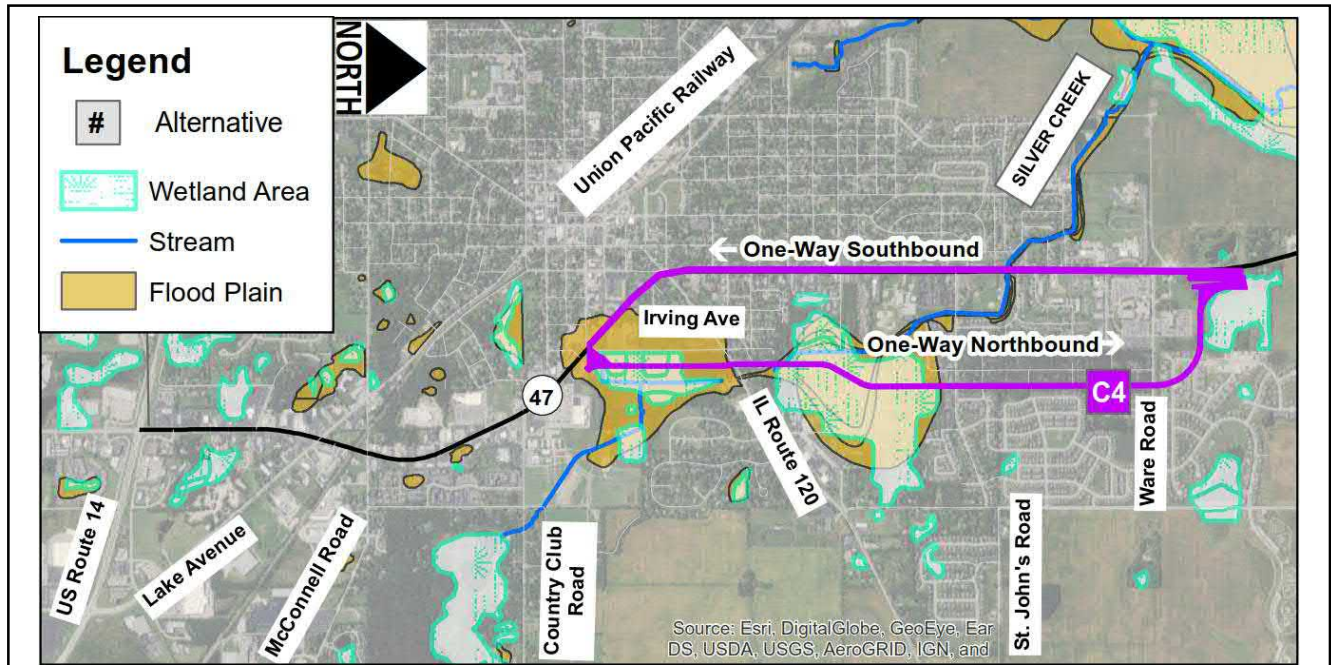 Legend
# Alternative
Wetland Area
Stream
Flood Plain
NORTH
Union Pacific Railway
SILVER CREEK
← One-Way Southbound
Irving Ave
One-Way Northbound →
47
C4
US Route 14
Lake Avenue
McConnell Road
Country Club
Road
IL Route 120
St. John's Road
Ware Road
Source: Esri, DigitalGlobe, GeoEye, Ear
DS, USDA, USGS, AeroGRID, IGN, and